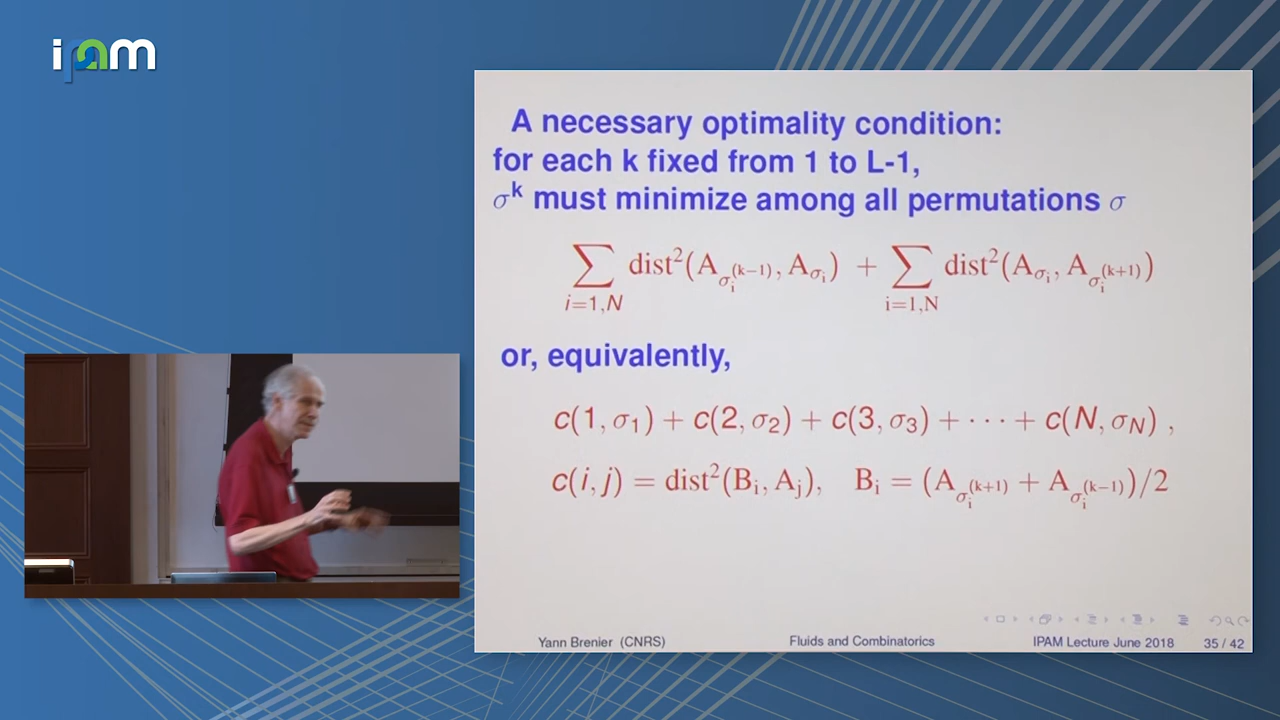 ipam
A necessary optimality condition:
for each k fixed from 1 to L-1,
σ^k must minimize among all permutations σ
∑_{i=1,N} dist²(A_{σ_i^{(k−1)}}, A_{σ_i}) + ∑_{i=1,N} dist²(A_{σ_i}, A_{σ_i^{(k+1)}})
or, equivalently,
c(1, σ₁) + c(2, σ₂) + c(3, σ₃) + ··· + c(N, σ_N) ,
c(i, j) = dist²(B_i, A_j), B_i = (A_{σ_i^{(k+1)}} + A_{σ_i^{(k−1)}})/2
Yann Brenier (CNRS) Fluids and Combinatorics IPAM Lecture June 2018 35 / 42